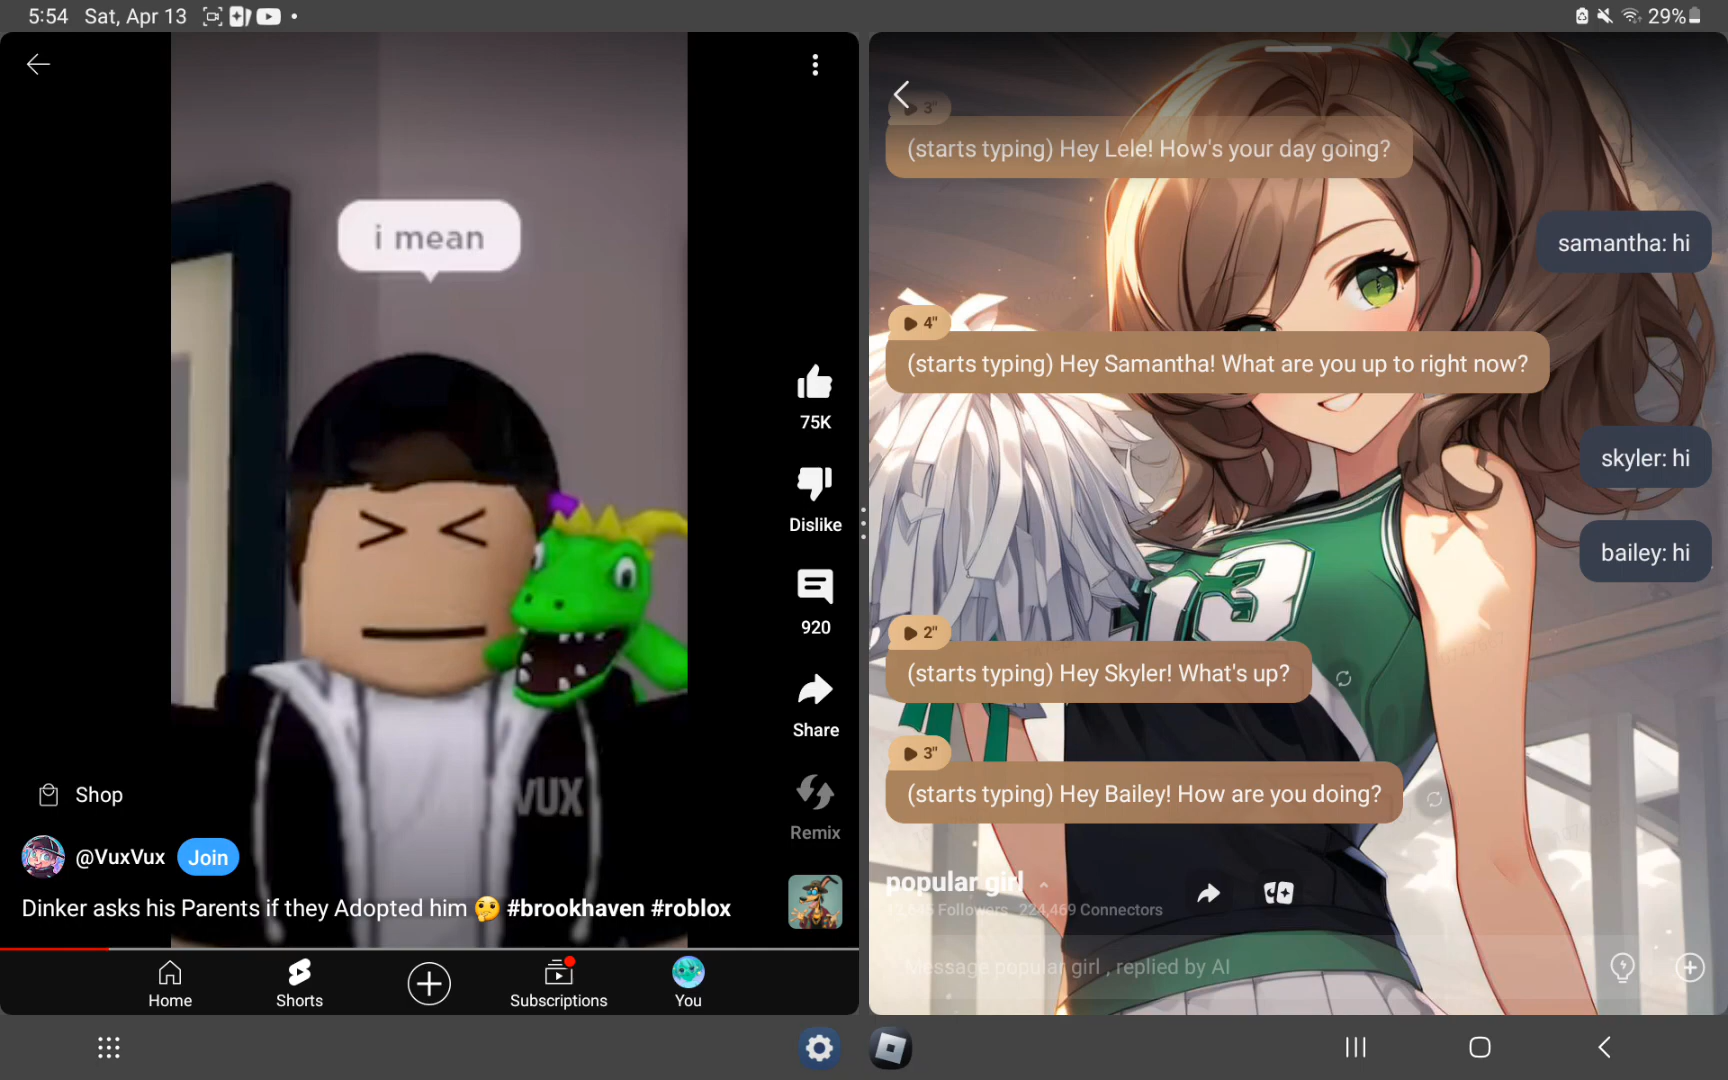 5:54 Sat, Apr 13
29%
i mean
75K
Dislike
920
Share
Remix
VUX
Shop
@VuxVux Join
Dinker asks his Parents if they Adopted him 🤔 #brookhaven #roblox
Home
Shorts
Subscriptions
You
3"
(starts typing) Hey Lele! How's your day going?
samantha: hi
4"
(starts typing) Hey Samantha! What are you up to right now?
skyler: hi
bailey: hi
13
2"
(starts typing) Hey Skyler! What's up?
3"
(starts typing) Hey Bailey! How are you doing?
popular girl
Followers 224,469 Connectors
Message popular girl , replied by AI